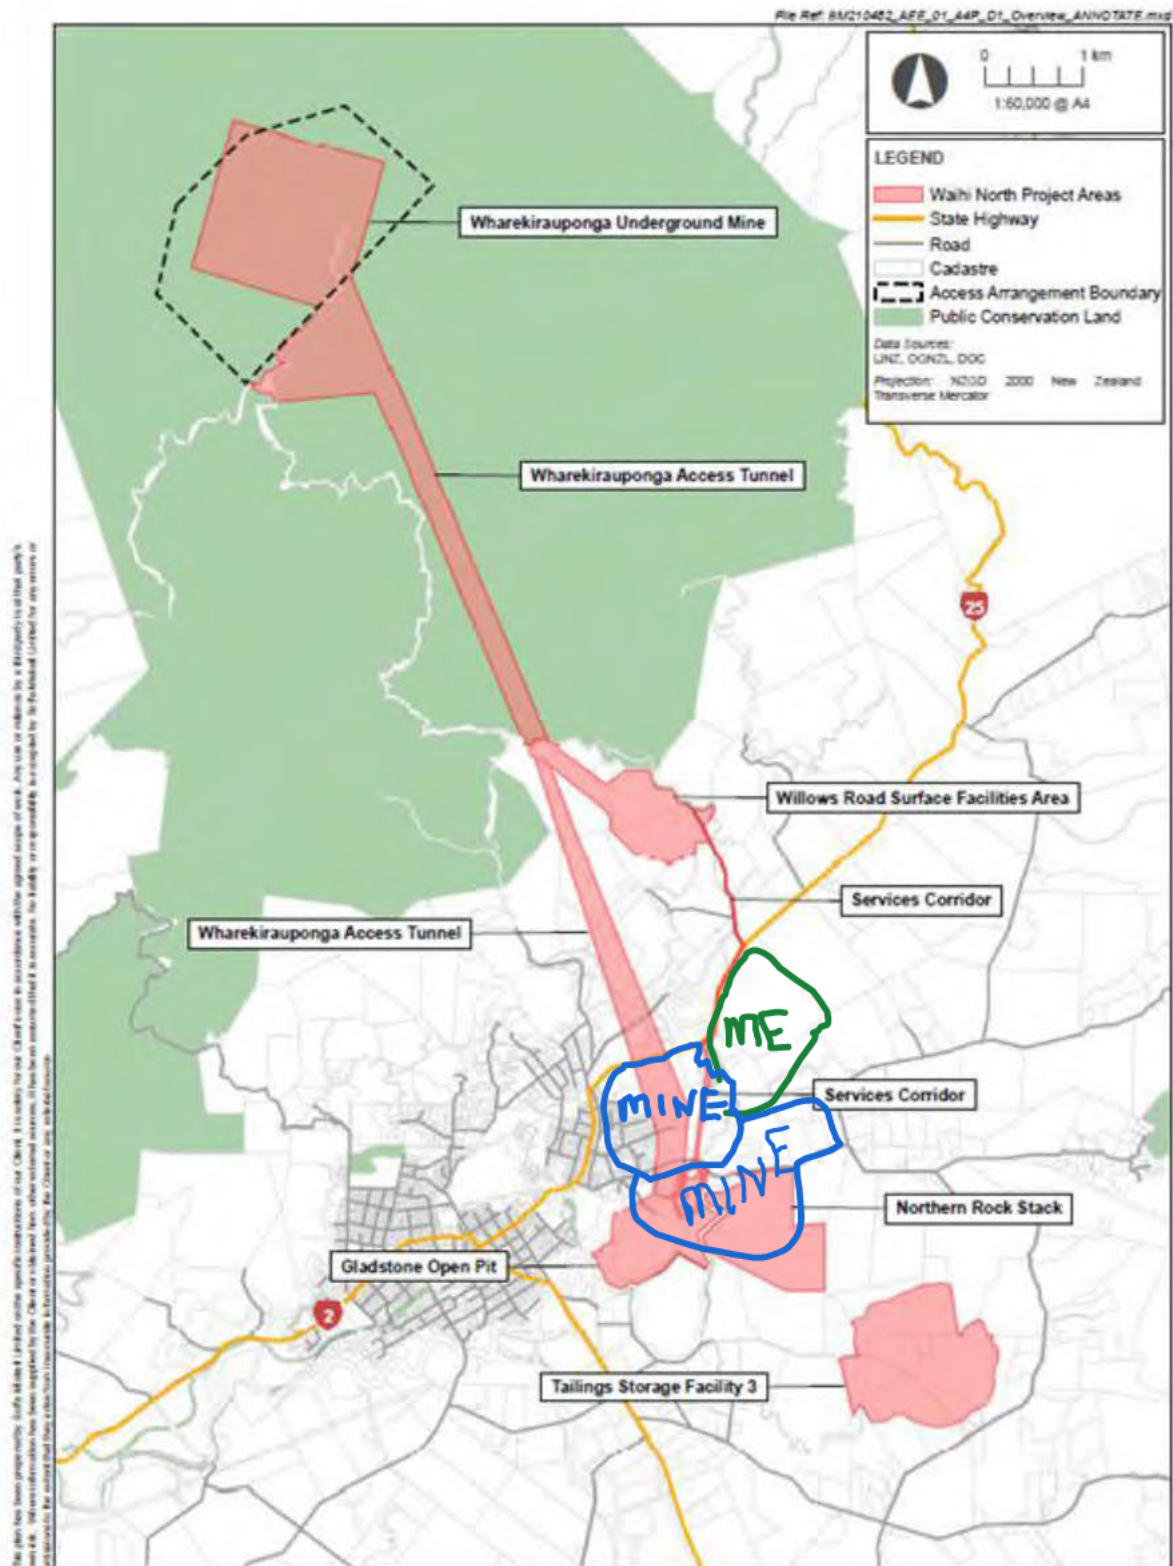 File Ref: BM210482_AEE_01_A4P_D1_Overview_ANNOTATE.mxd
0 1 km
1:60,000 @ A4
LEGEND
Waihi North Project Areas
State Highway
Road
Cadastre
Access Arrangement Boundary
Public Conservation Land
Data Sources:
LINZ, OGNZL, DOC
Projection: NZGD 2000 New Zealand
Transverse Mercator
Wharekirauponga Underground Mine
Wharekirauponga Access Tunnel
25
Willows Road Surface Facilities Area
Services Corridor
Wharekirauponga Access Tunnel
ME
MINE
Services Corridor
MINE
Northern Rock Stack
Gladstone Open Pit
2
Tailings Storage Facility 3